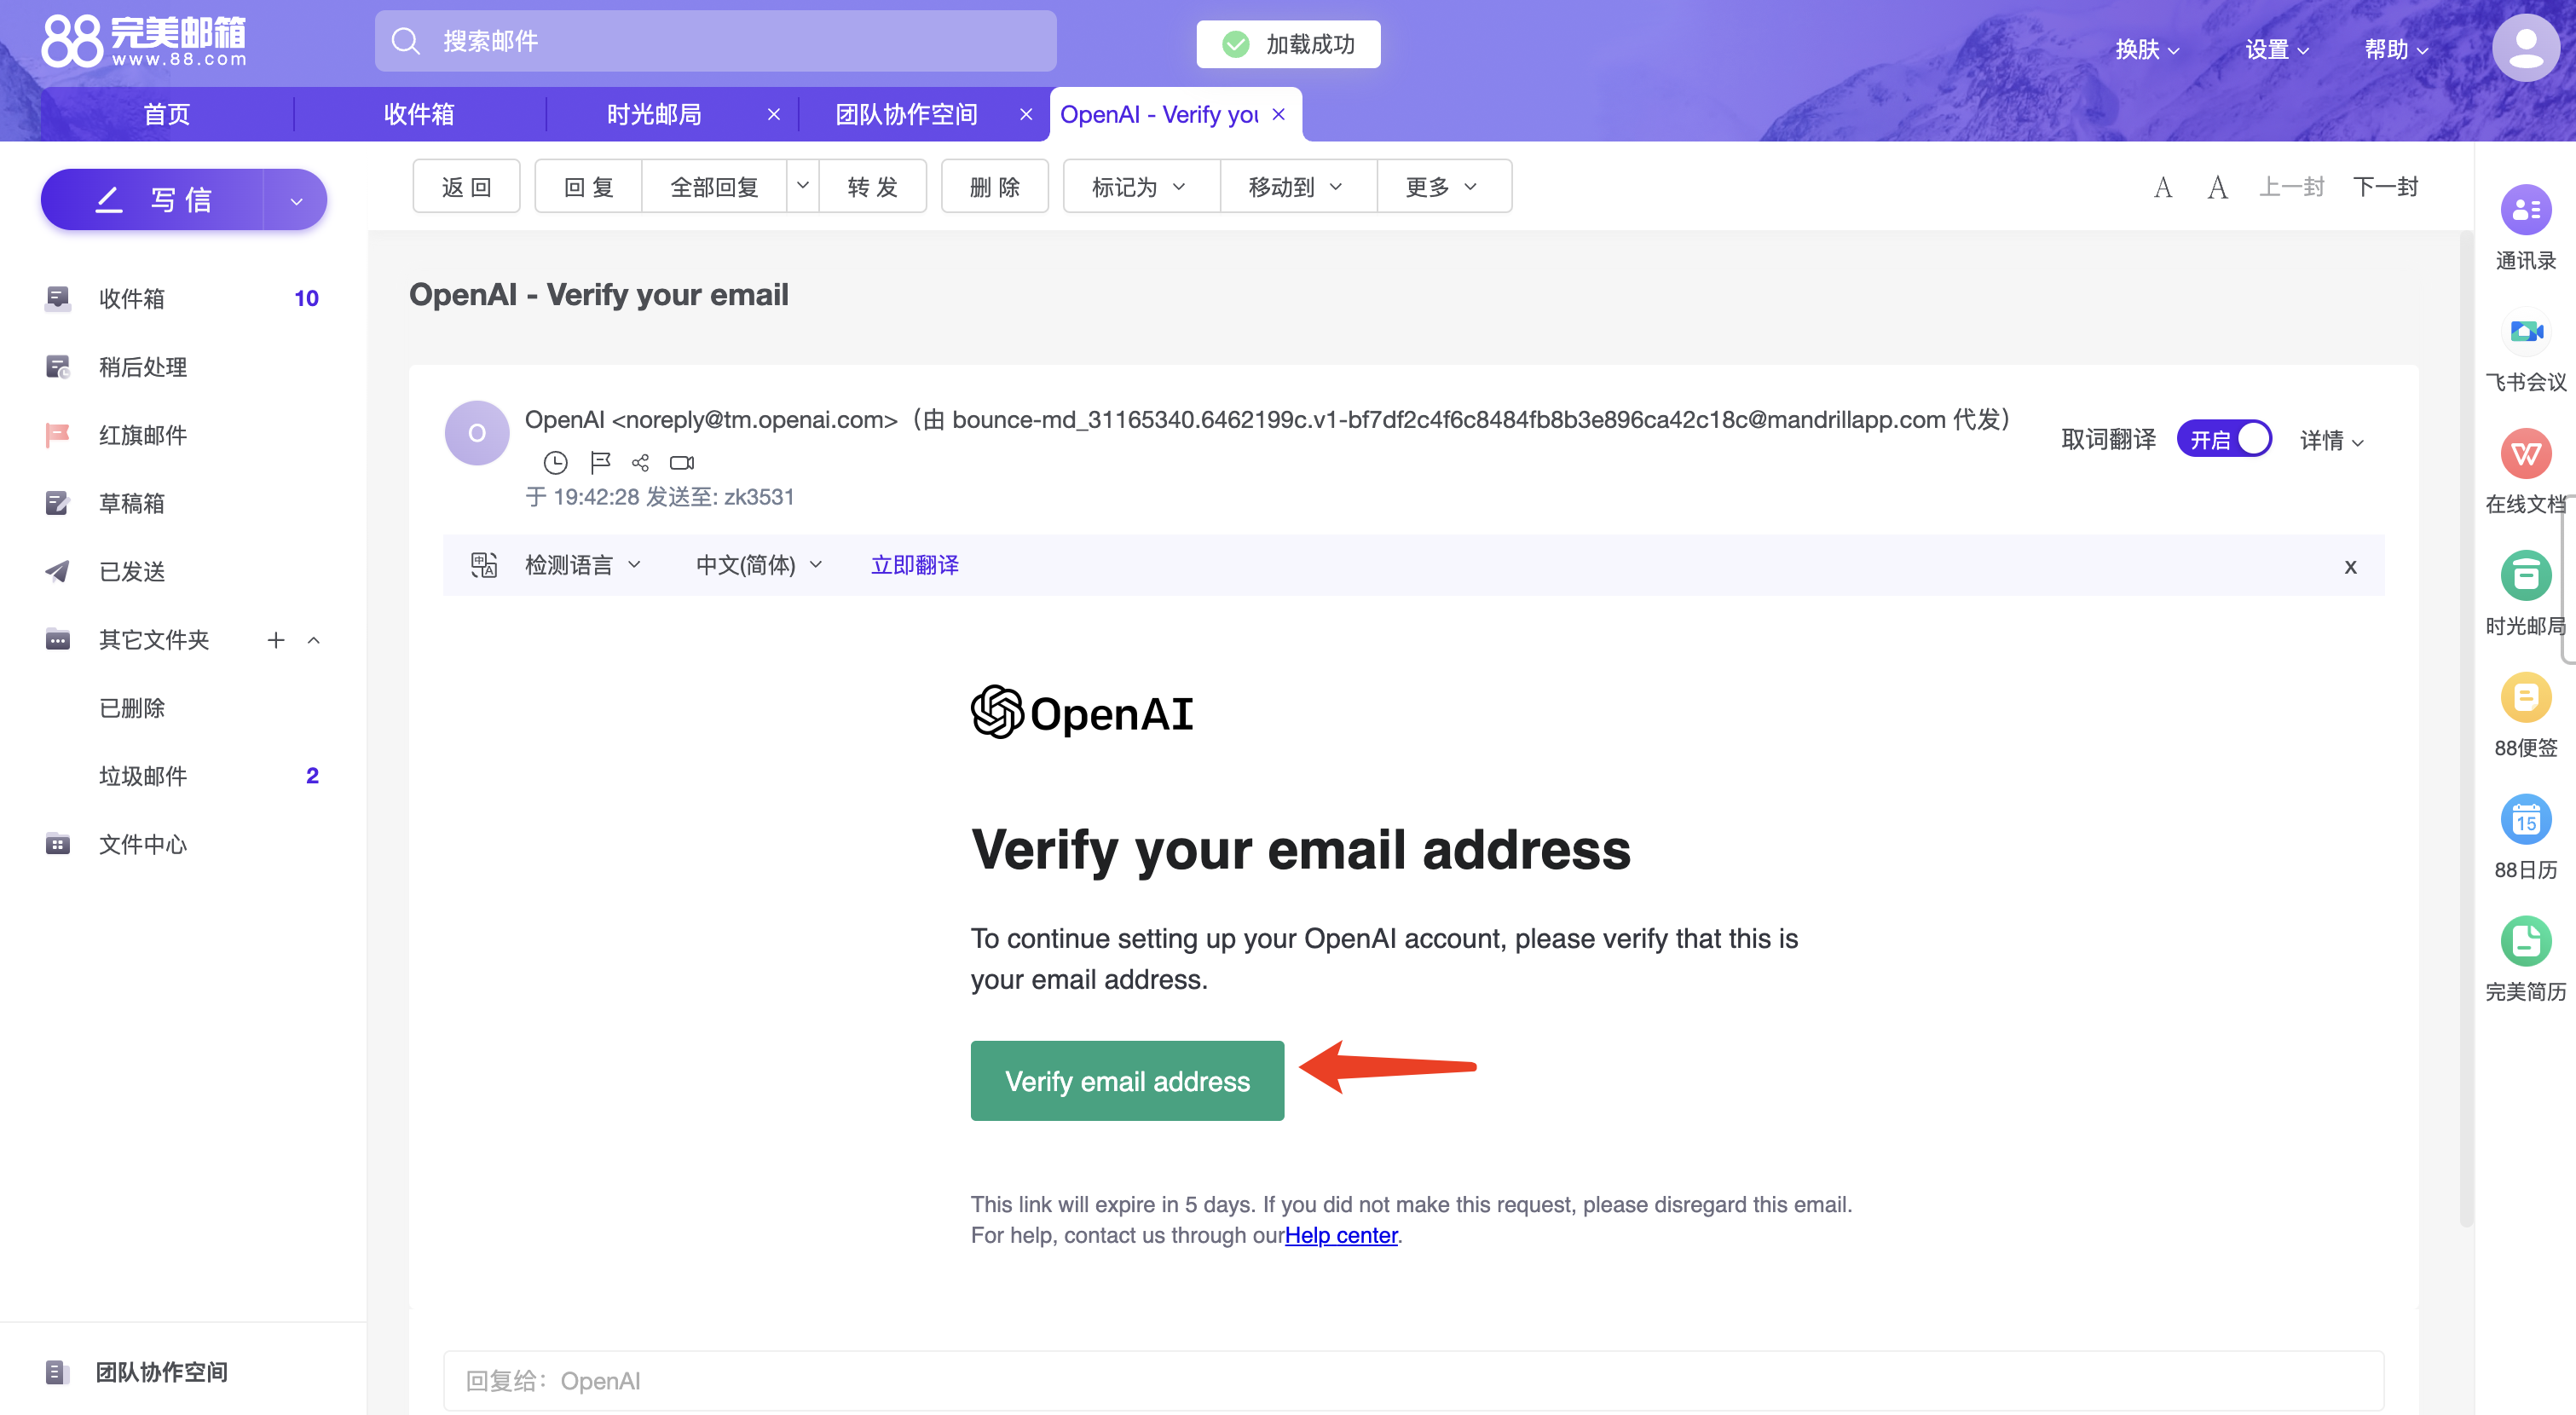 88 完美邮箱
www.88.com
搜索邮件
加载成功
换肤 设置 帮助
首页 收件箱 时光邮局 × 团队协作空间 × OpenAI - Verify you ×
写 信
返 回 回 复 全部回复 转 发 删 除 标记为 移动到 更多 A A 上一封 下一封
收件箱 10
稍后处理
红旗邮件
草稿箱
已发送
其它文件夹 +
已删除
垃圾邮件 2
文件中心
团队协作空间
OpenAI - Verify your email
O
OpenAI <noreply@tm.openai.com>（由 bounce-md_31165340.6462199c.v1-bf7df2c4f6c8484fb8b3e896ca42c18c@mandrillapp.com 代发）
取词翻译 开启 详情
于 19:42:28 发送至: zk3531
检测语言 中文(简体) 立即翻译 x
OpenAI
Verify your email address
To continue setting up your OpenAI account, please verify that this is
your email address.
Verify email address
This link will expire in 5 days. If you did not make this request, please disregard this email.
For help, contact us through ourHelp center.
回复给：OpenAI
通讯录
飞书会议
在线文档
时光邮局
88便签
15
88日历
完美简历